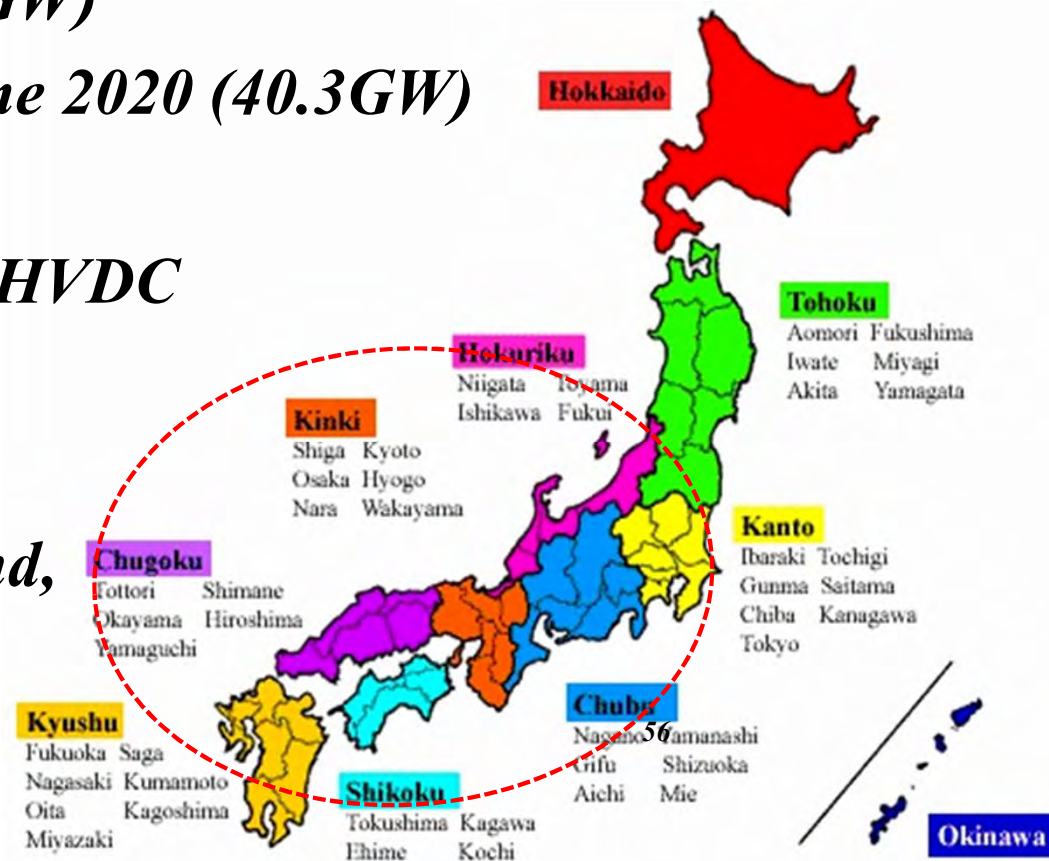 GW)
ne 2020 (40.3GW)
HVDC
nd,
Hokkaido
Tohoku
Aomori Fukushima
Iwate Miyagi
Akita Yamagata
Hokuriku
Niigata Toyama
Ishikawa Fukui
Kinki
Shiga Kyoto
Osaka Hyogo
Nara Wakayama
Kanto
Ibaraki Tochigi
Gunma Saitama
Chiba Kanagawa
Tokyo
Chugoku
Tottori Shimane
Okayama Hiroshima
Yamaguchi
Chubu
Nagano Yamanashi
Gifu Shizuoka
Aichi Mie
56
Kyushu
Fukuoka Saga
Nagasaki Kumamoto
Oita Kagoshima
Miyazaki
Shikoku
Tokushima Kagawa
Ehime Kochi
Okinawa